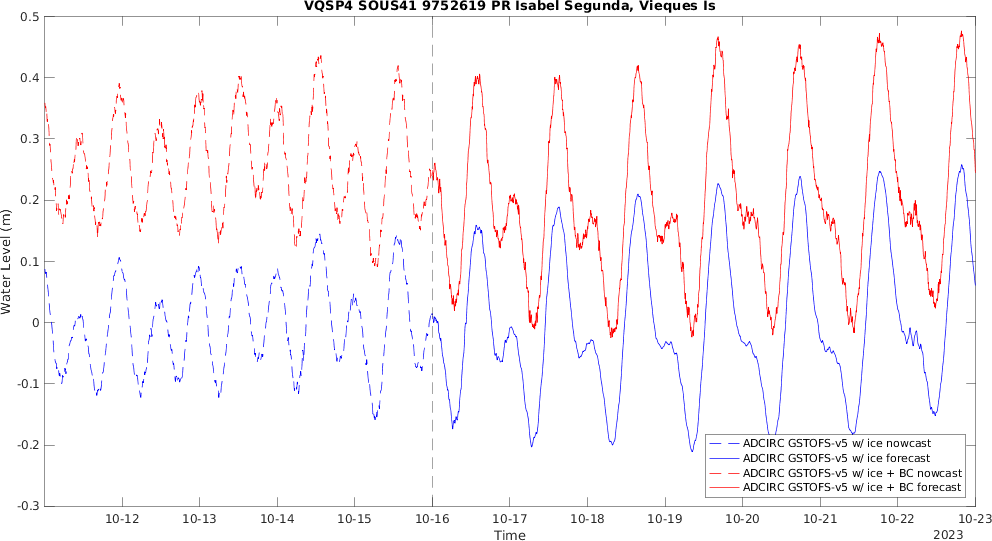 VQSP4 SOUS41 9752619 PR Isabel Segunda, Vieques Is
0.5
0.4
0.3
0.2
0.1
0
-0.1
-0.2
-0.3
Water Level (m)
ADCIRC GSTOFS-v5 w/ ice nowcast
ADCIRC GSTOFS-v5 w/ ice forecast
ADCIRC GSTOFS-v5 w/ ice + BC nowcast
ADCIRC GSTOFS-v5 w/ ice + BC forecast
10-12 10-13 10-14 10-15 10-16 10-17 10-18 10-19 10-20 10-21 10-22 10-23
Time
2023